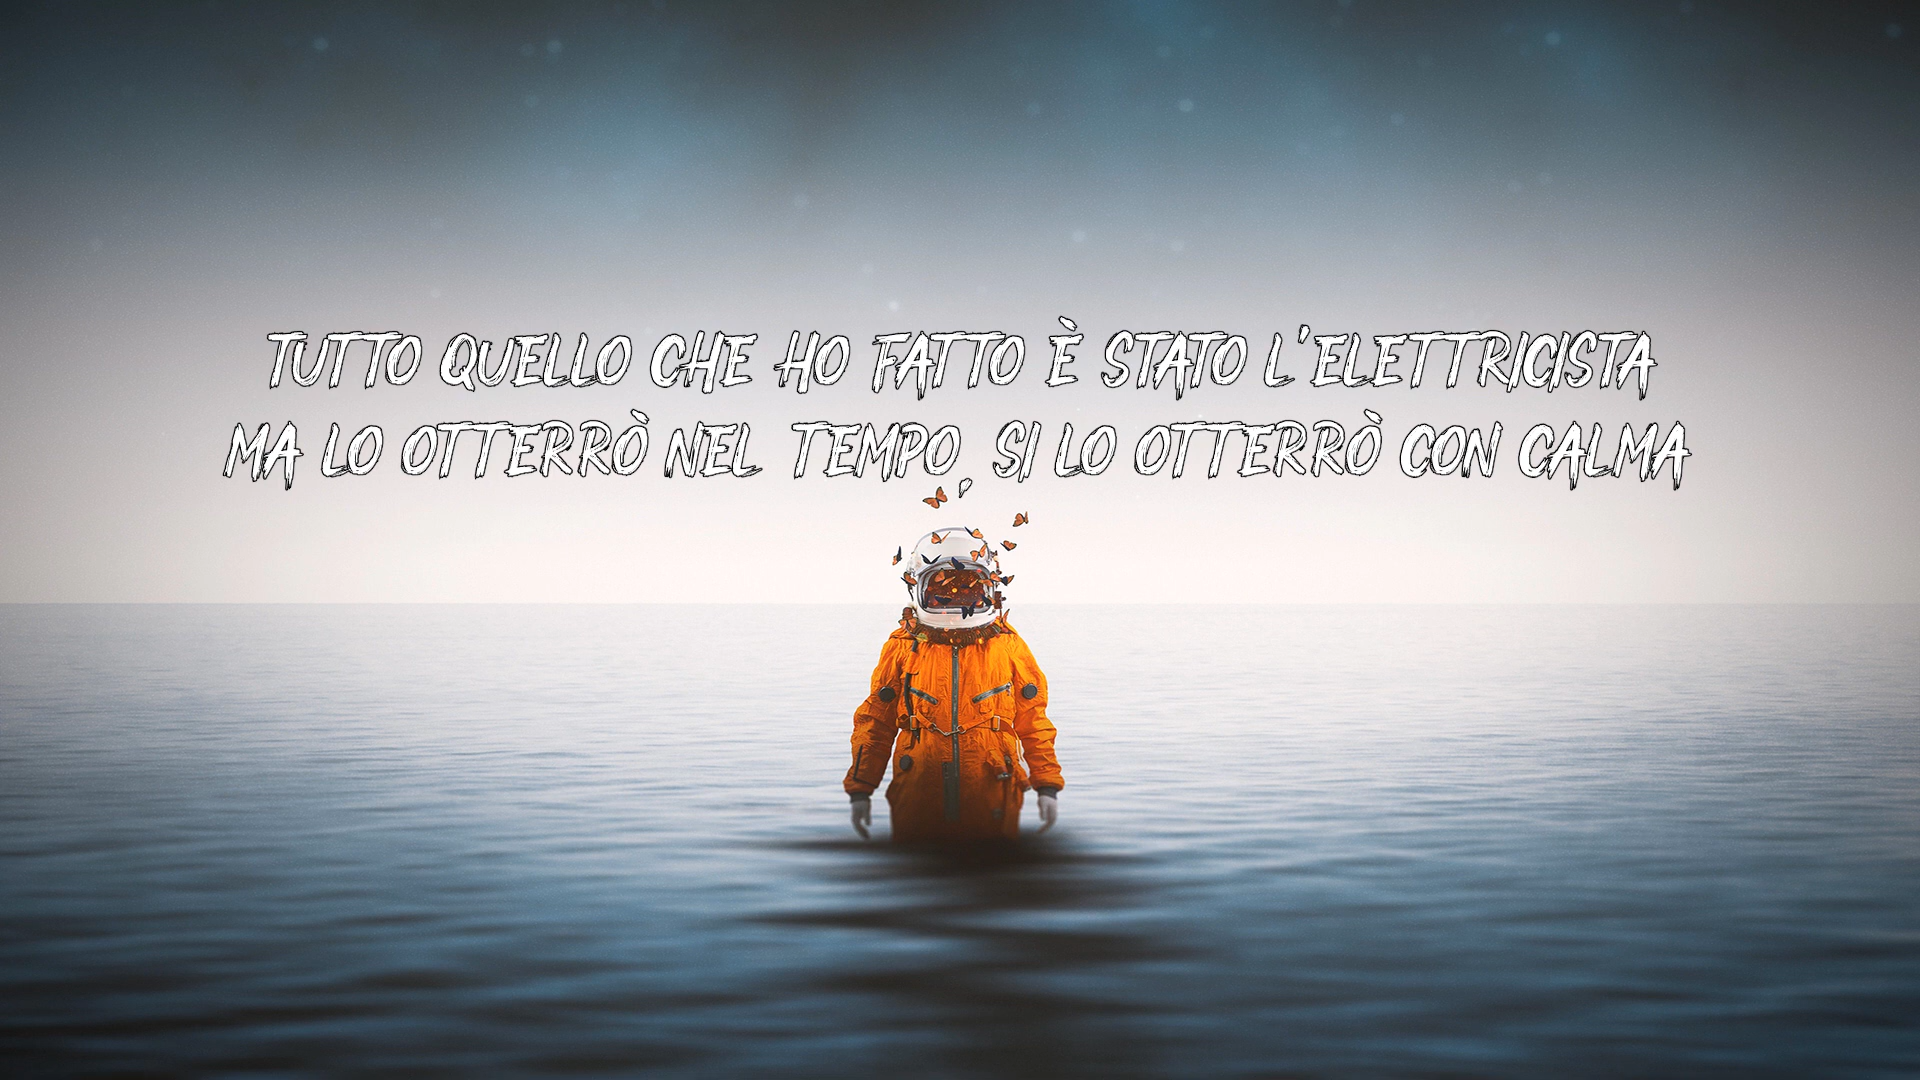 TUTTO QUELLO CHE HO FATTO È STATO L'ELETTRICISTA
MA LO OTTERRÒ NEL TEMPO, SI LO OTTERRÒ CON CALMA